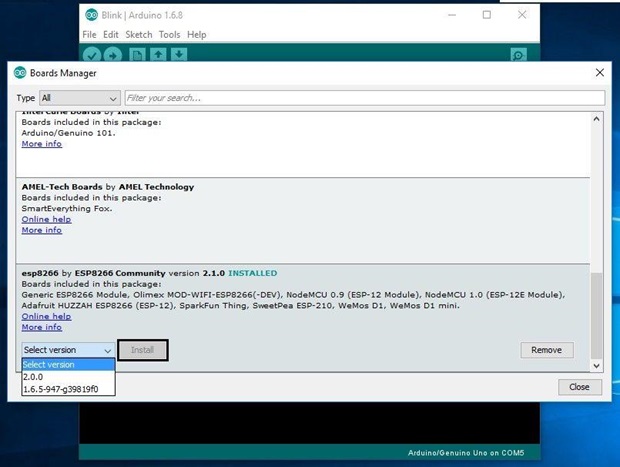 Blink | Arduino 1.6.8
File Edit Sketch Tools Help
Boards Manager
Type All Filter your search...
Intel Curie Boards by Intel
Boards included in this package:
Arduino/Genuino 101.
More info
AMEL-Tech Boards by AMEL Technology
Boards included in this package:
SmartEverything Fox.
Online help
More info
esp8266 by ESP8266 Community version 2.1.0 INSTALLED
Boards included in this package:
Generic ESP8266 Module, Olimex MOD-WIFI-ESP8266(-DEV), NodeMCU 0.9 (ESP-12 Module), NodeMCU 1.0 (ESP-12E Module),
Adafruit HUZZAH ESP8266 (ESP-12), SparkFun Thing, SweetPea ESP-210, WeMos D1, WeMos D1 mini.
Online help
More info
Select version Install Remove
Select version
2.0.0
1.6.5-947-g39819f0
Close
Arduino/Genuino Uno on COM5